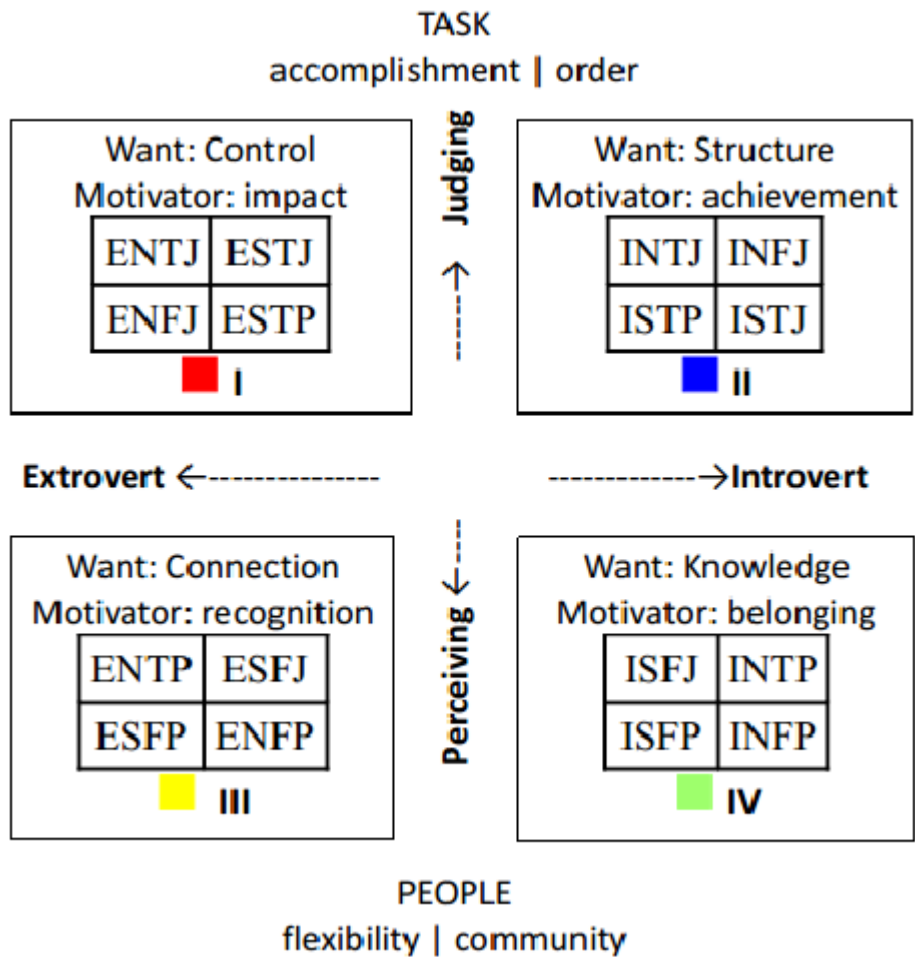 TASK
accomplishment | order
Want: Control
Motivator: impact
ENTJ ESTJ
ENFJ ESTP
I
Judging
Want: Structure
Motivator: achievement
INTJ INFJ
ISTP ISTJ
II
Extrovert
Introvert
Want: Connection
Motivator: recognition
ENTP ESFJ
ESFP ENFP
III
Perceiving
Want: Knowledge
Motivator: belonging
ISFJ INTP
ISFP INFP
IV
PEOPLE
flexibility | community